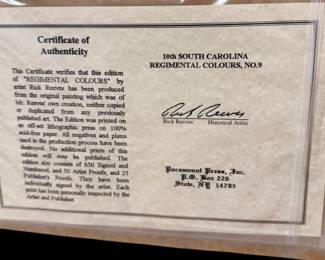 Certificate of
Authenticity
This Certificate verifies that this edition
of "REGIMENTAL COLOURS" by
artist Rick Reeves has been produced
from the original painting which was of
Mr. Reeves' own creation, neither copied
or duplicated from any previously
published art. The Edition was printed on
an off-set lithographic press on 100%
acid-free paper. All negatives and plates
used in the production process have been
destroyed. No additional prints of this
edition will ever be published. The
edition size consists of 650 Signed and
Numbered, and 50 Artist Proofs, and 25
Publisher's Proofs. They have been
individually signed by the artist. Each
print has been personally inspected by the
Artist and Publisher
10th SOUTH CAROLINA
REGIMENTAL COLOURS, NO.9
Rick Reeves
Rick Reeves Historical Artist
Paramount Press, Inc.
P.O. Box 226
State, NY 14785